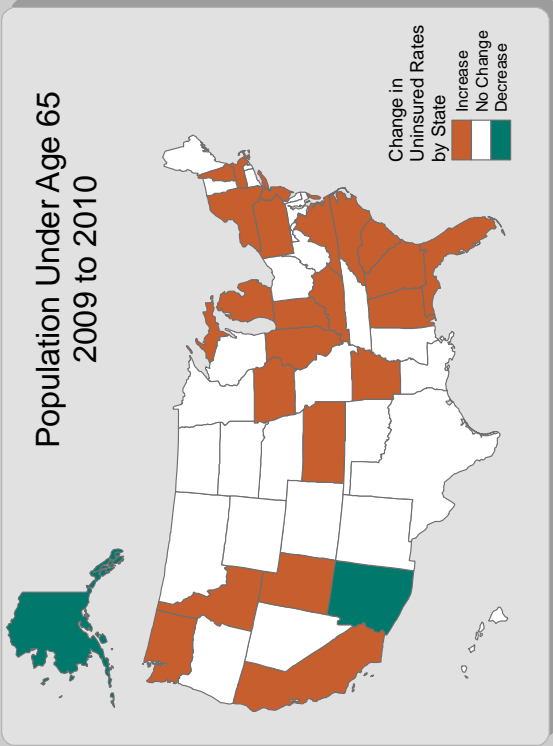 Population Under Age 65
2009 to 2010
Change in
Uninsured Rates
by State
Increase
No Change
Decrease